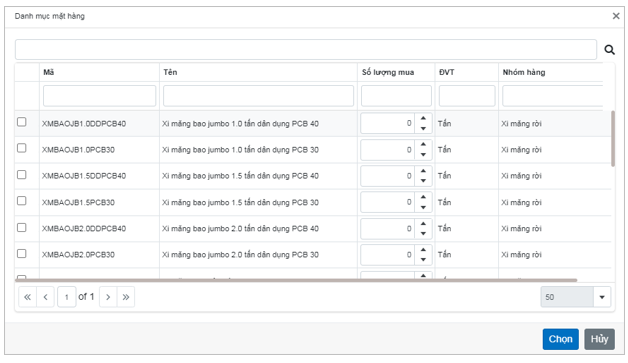 Danh mục mặt hàng
Mã Tên Số lượng mua ĐVT Nhóm hàng
XMBAOJB1.0DDPCB40 Xi măng bao jumbo 1.0 tấn dân dụng PCB 40 0 Tấn Xi măng rời
XMBAOJB1.0PCB30 Xi măng bao jumbo 1.0 tấn dân dụng PCB 30 0 Tấn Xi măng rời
XMBAOJB1.5DDPCB40 Xi măng bao jumbo 1.5 tấn dân dụng PCB 40 0 Tấn Xi măng rời
XMBAOJB1.5PCB30 Xi măng bao jumbo 1.5 tấn dân dụng PCB 30 0 Tấn Xi măng rời
XMBAOJB2.0DDPCB40 Xi măng bao jumbo 2.0 tấn dân dụng PCB 40 0 Tấn Xi măng rời
XMBAOJB2.0PCB30 Xi măng bao jumbo 2.0 tấn dân dụng PCB 30 0 Tấn Xi măng rời
1 of 1 50
Chọn Hủy